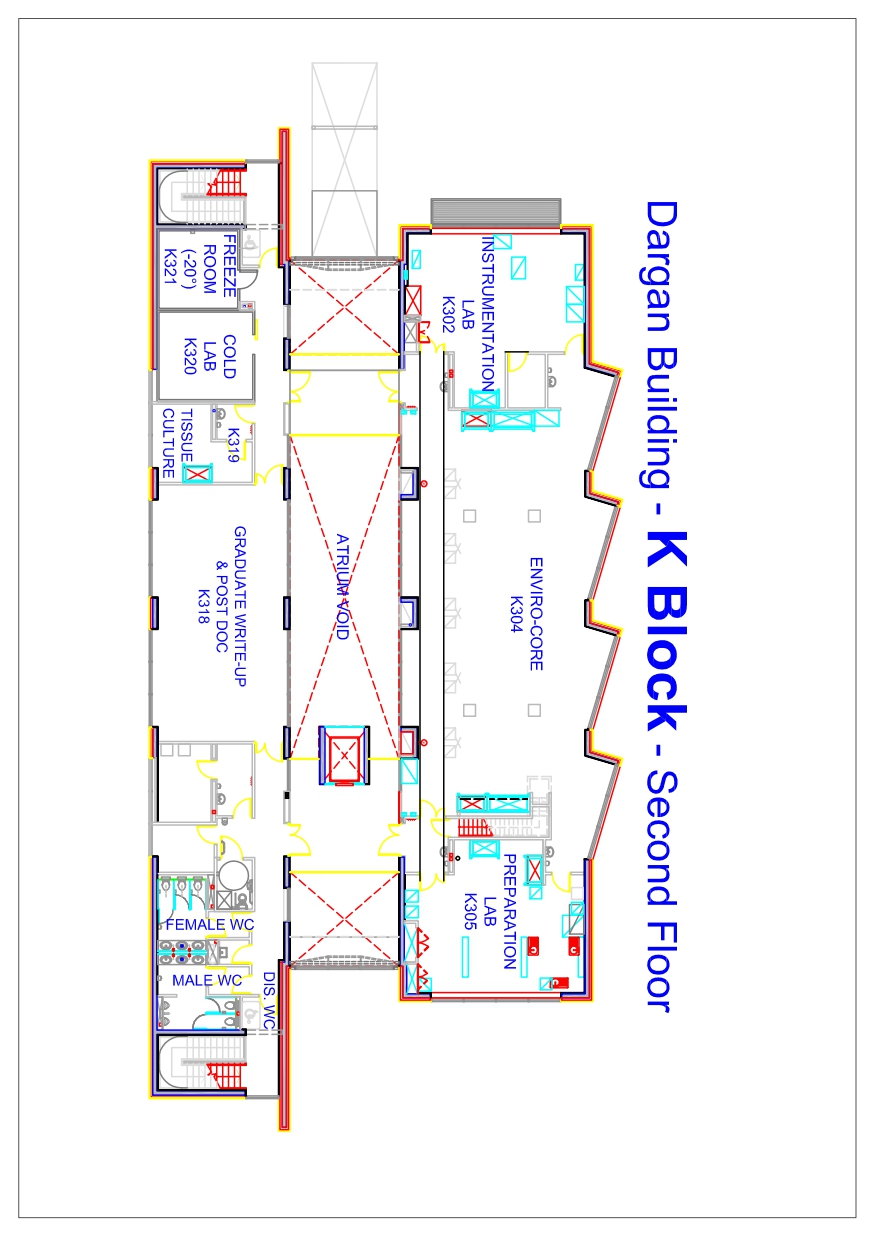 Dargan Building - K Block - Second Floor
INSTRUMENTATION
LAB
K302
ENVIRO-CORE
K304
PREPARATION
LAB
K305
ATRIUM VOID
FREEZE
ROOM
(-20°)
K321
COLD
LAB
K320
K319
TISSUE
CULTURE
GRADUATE WRITE-UP
& POST DOC
K318
FEMALE WC
MALE WC
DIS. WC